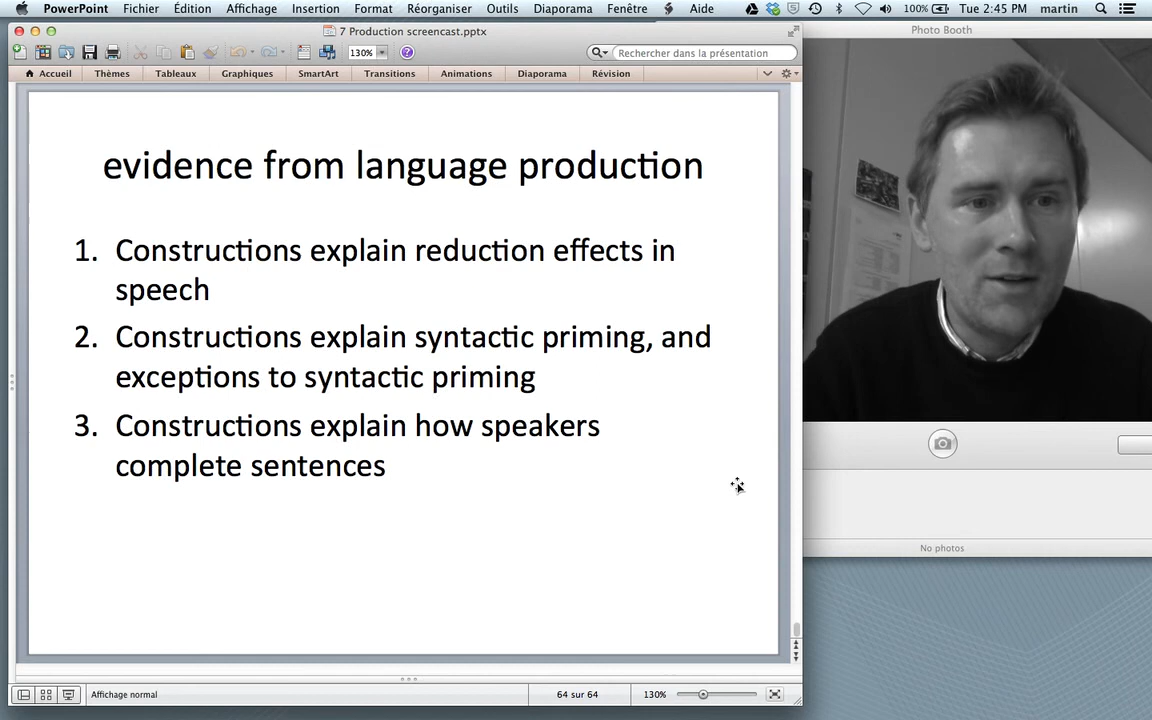 PowerPoint Fichier Édition Affichage Insertion Format Réorganiser Outils Diaporama Fenêtre Aide 100% Tue 2:45 PM martin
7 Production screencast.pptx
Photo Booth
130% Rechercher dans la présentation
Accueil Thèmes Tableaux Graphiques SmartArt Transitions Animations Diaporama Révision
evidence from language production
1. Constructions explain reduction effects in
speech
2. Constructions explain syntactic priming, and
exceptions to syntactic priming
3. Constructions explain how speakers
complete sentences
No photos
Affichage normal 64 sur 64 130%